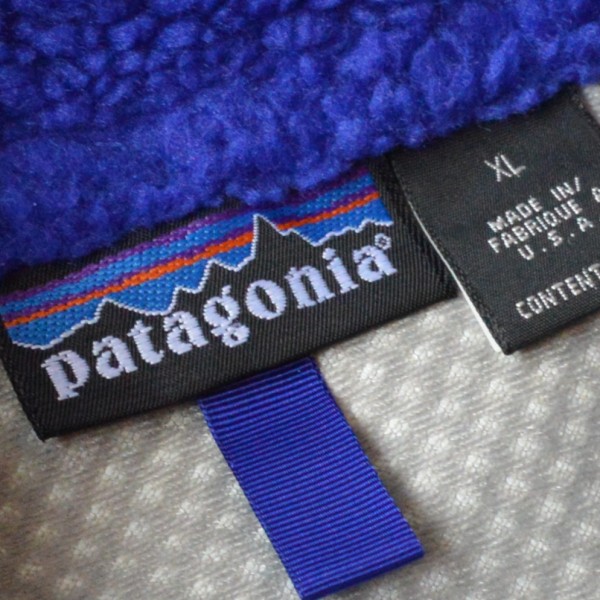 patagonia®
XL
MADE IN/
FABRIQUE A
U.S.A
CONTENT